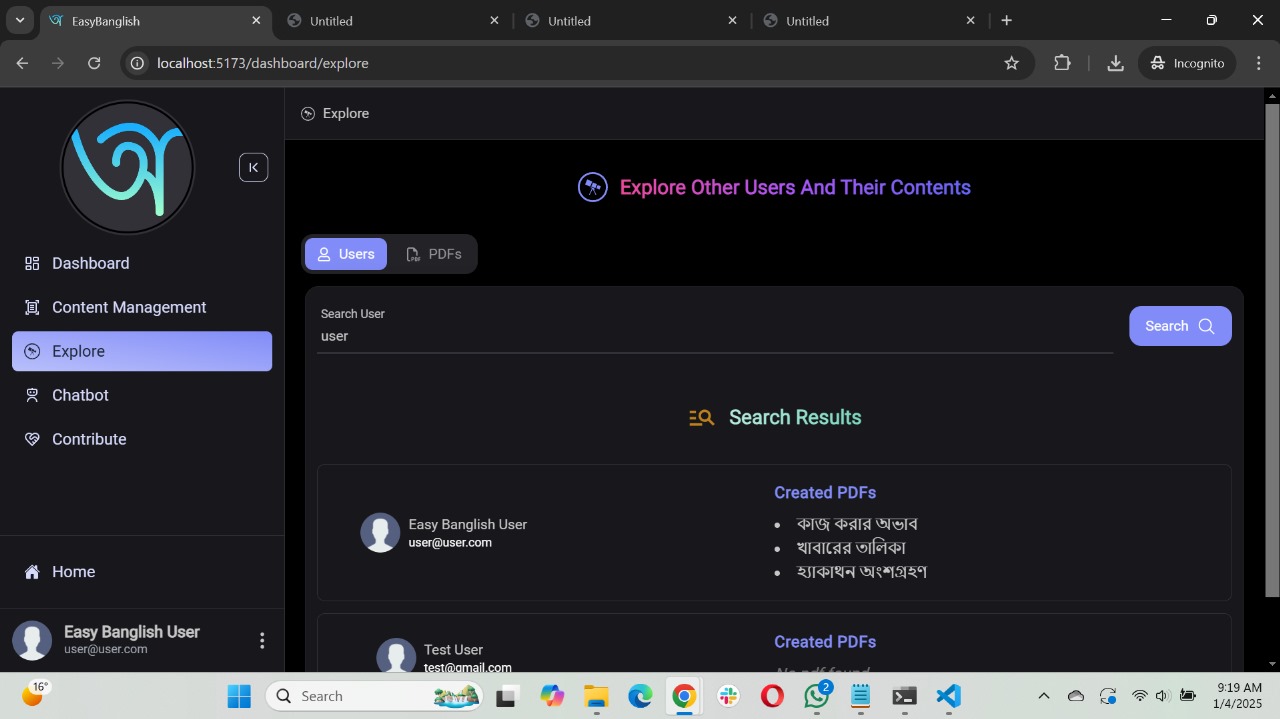 EasyBanglish
Untitled
Untitled
Untitled
localhost:5173/dashboard/explore
Incognito
অ
Explore
Explore Other Users And Their Contents
Dashboard
Content Management
Explore
Chatbot
Contribute
Users
PDFs
Search User
user
Search
Search Results
Easy Banglish User
user@user.com
Created PDFs
কাজ করার অভাব
খাবারের তালিকা
হ্যাকাথন অংশগ্রহণ
Test User
test@gmail.com
Created PDFs
No pdf found
Home
Easy Banglish User
user@user.com
16°
Search
2
9:19 AM
1/4/2025